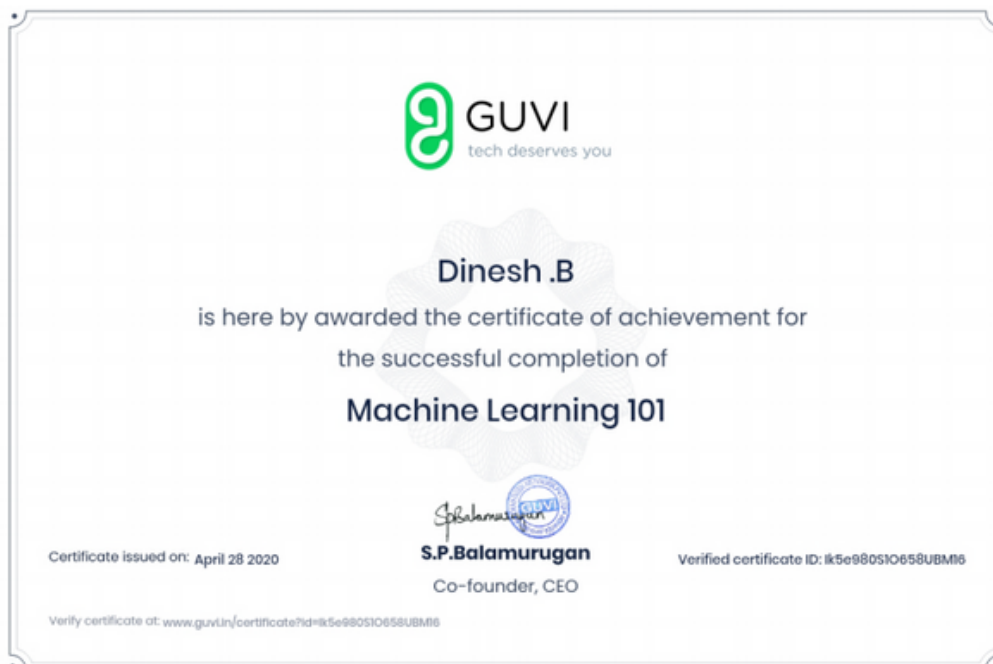 GUVI
tech deserves you
Dinesh .B
is here by awarded the certificate of achievement for
the successful completion of
Machine Learning 101
SpBalamurugan
GUVI
S.P.Balamurugan
Co-founder, CEO
Certificate issued on: April 28 2020
Verified certificate ID: Ik5e980S1O658UBM16
Verify certificate at: www.guvi.in/certificate?id=Ik5e980S1O658UBM16